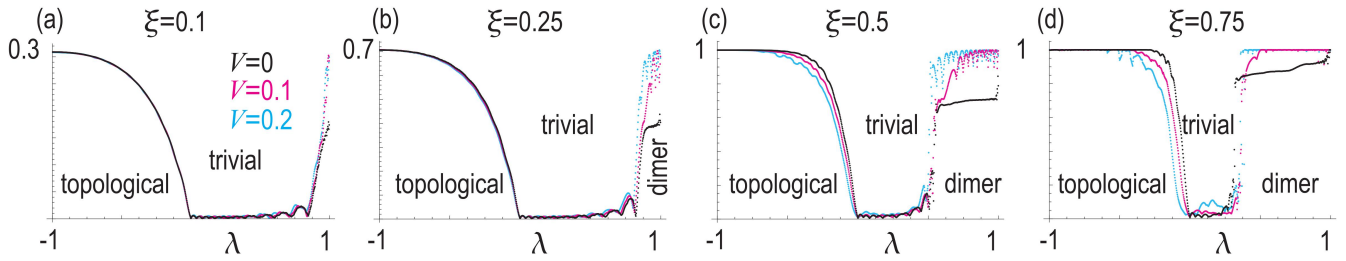 (a) ξ=0.1
0.3
V=0
V=0.1
V=0.2
topological
trivial
-1 λ 1
(b) ξ=0.25
0.7
topological
trivial
dimer
-1 λ 1
(c) ξ=0.5
1
topological
trivial
dimer
-1 λ 1
(d) ξ=0.75
1
topological
trivial
dimer
-1 λ 1